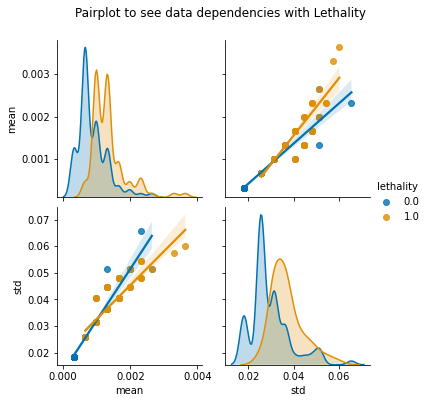 Pairplot to see data dependencies with Lethality
0.003
0.002
0.001
mean
lethality
0.0
1.0
0.07
0.06
0.05
0.04
0.03
0.02
std
0.000 0.002 0.004
mean
0.02 0.04 0.06
std